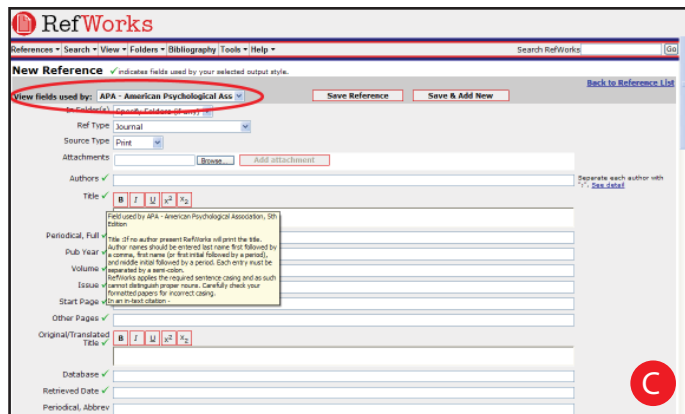 RefWorks
References ▾ Search ▾ View ▾ Folders ▾ Bibliography Tools ▾ Help ▾ Search RefWorks Go
New Reference ✓ indicates fields used by your selected output style.
Back to Reference List
View fields used by: APA - American Psychological Ass Save Reference Save & Add New
In Folder(s)
Ref Type Journal
Source Type Print
Attachments Browse... Add attachment
Authors ✓ Separate each author with
";". See detail
Title ✓ B I U x² x₂
Field used by APA - American Psychological Association, 5th
Edition
Title :If no author present RefWorks will print the title.
Author names should be entered last name first followed by
a comma, first name (or first initial followed by a period),
and middle initial followed by a period. Each entry must be
separated by a semi-colon.
RefWorks applies the required sentence casing and as such
cannot distinguish proper nouns. Carefully check your
formatted papers for incorrect casing.
In an in-text citation -
Periodical, Full ✓
Pub Year ✓
Volume ✓
Issue ✓
Start Page ✓
Other Pages ✓
Original/Translated
Title ✓ B I U x² x₂
Database ✓
Retrieved Date ✓
Periodical, Abbrev
C